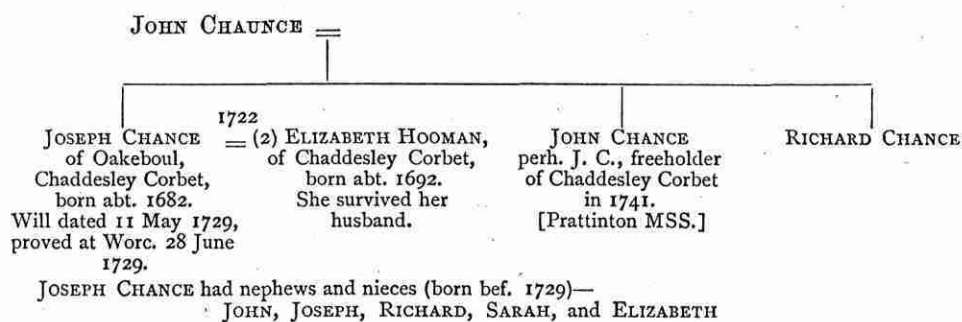 JOHN CHAUNCE =
1722
JOSEPH CHANCE = (2) ELIZABETH HOOMAN,
of Oakeboul,
Chaddesley Corbet,
born abt. 1682.
Will dated 11 May 1729,
proved at Worc. 28 June
1729.
of Chaddesley Corbet,
born abt. 1692.
She survived her
husband.
JOHN CHANCE
perh. J. C., freeholder
of Chaddesley Corbet
in 1741.
[Prattinton MSS.]
RICHARD CHANCE
JOSEPH CHANCE had nephews and nieces (born bef. 1729)—
JOHN, JOSEPH, RICHARD, SARAH, and ELIZABETH